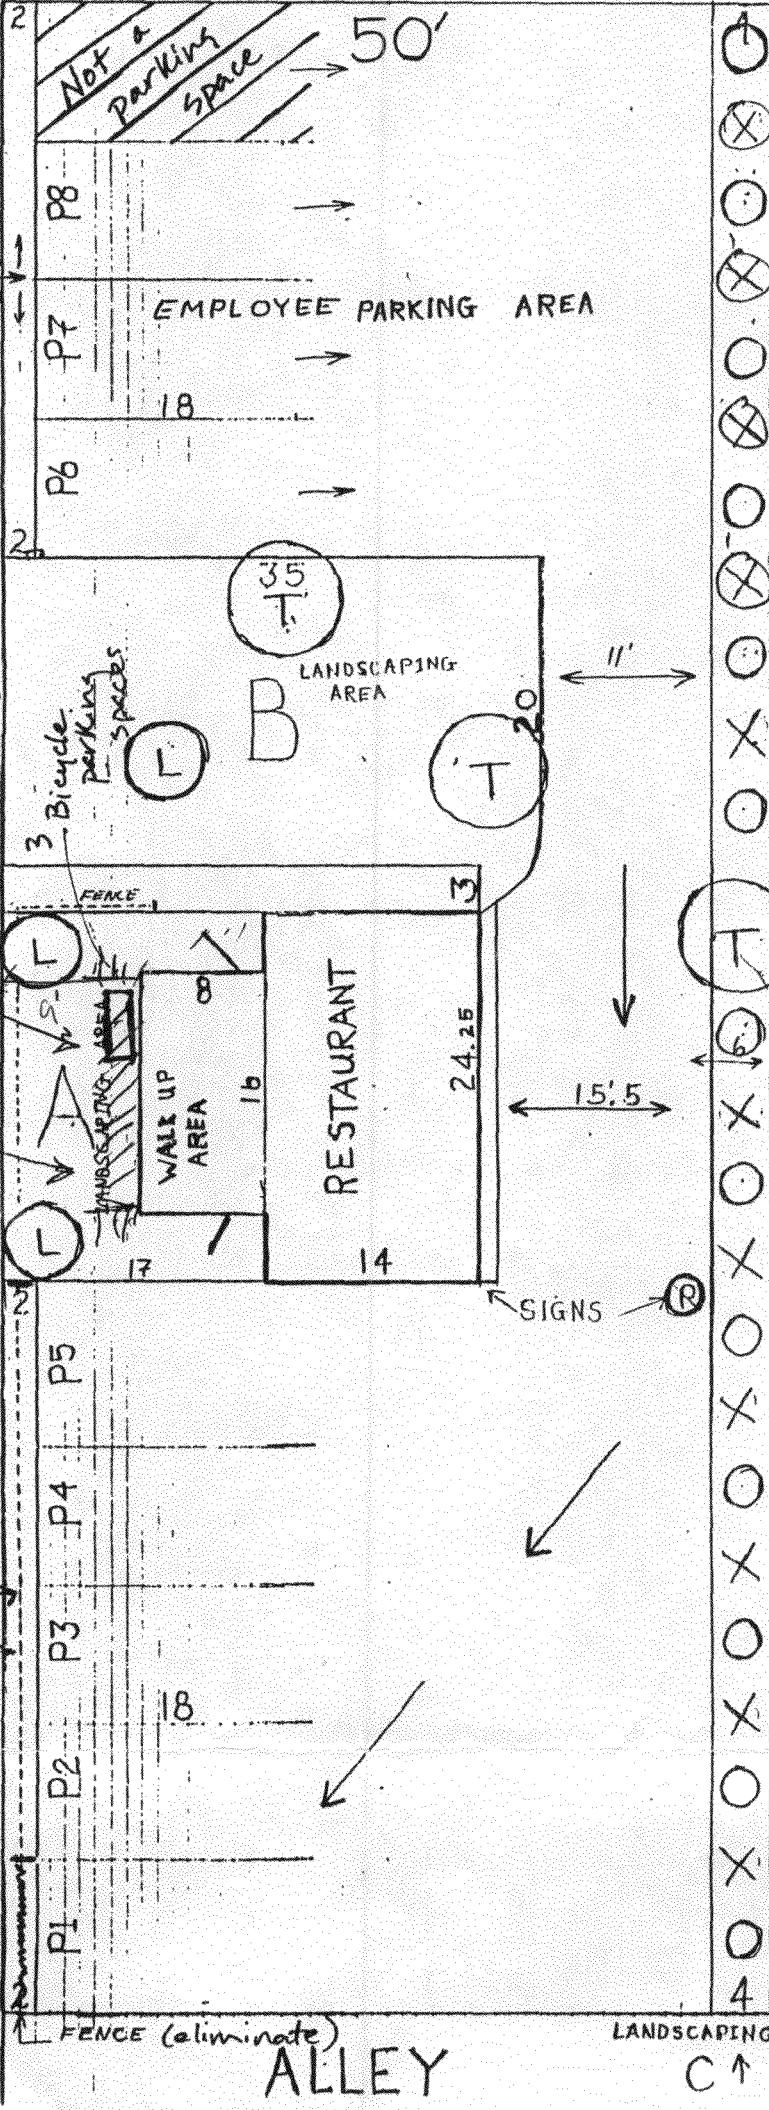 2
50'
4
Not a
parking
space
P8
EMPLOYEE PARKING AREA
P7
18
P6
2
35
T
LANDSCAPING
AREA
11'
B
20
3 Bicycle
parking
spaces
L
T
FENCE
3
L
T
8
RESTAURANT
24.25
6'
AREA
A
LANDSCAPING
WALK UP
AREA
16
15'.5
L
17
14
2
SIGNS
R
P5
P4
P3
18
P2
P1
2
4
FENCE (eliminate)
LANDSCAPING
ALLEY
C